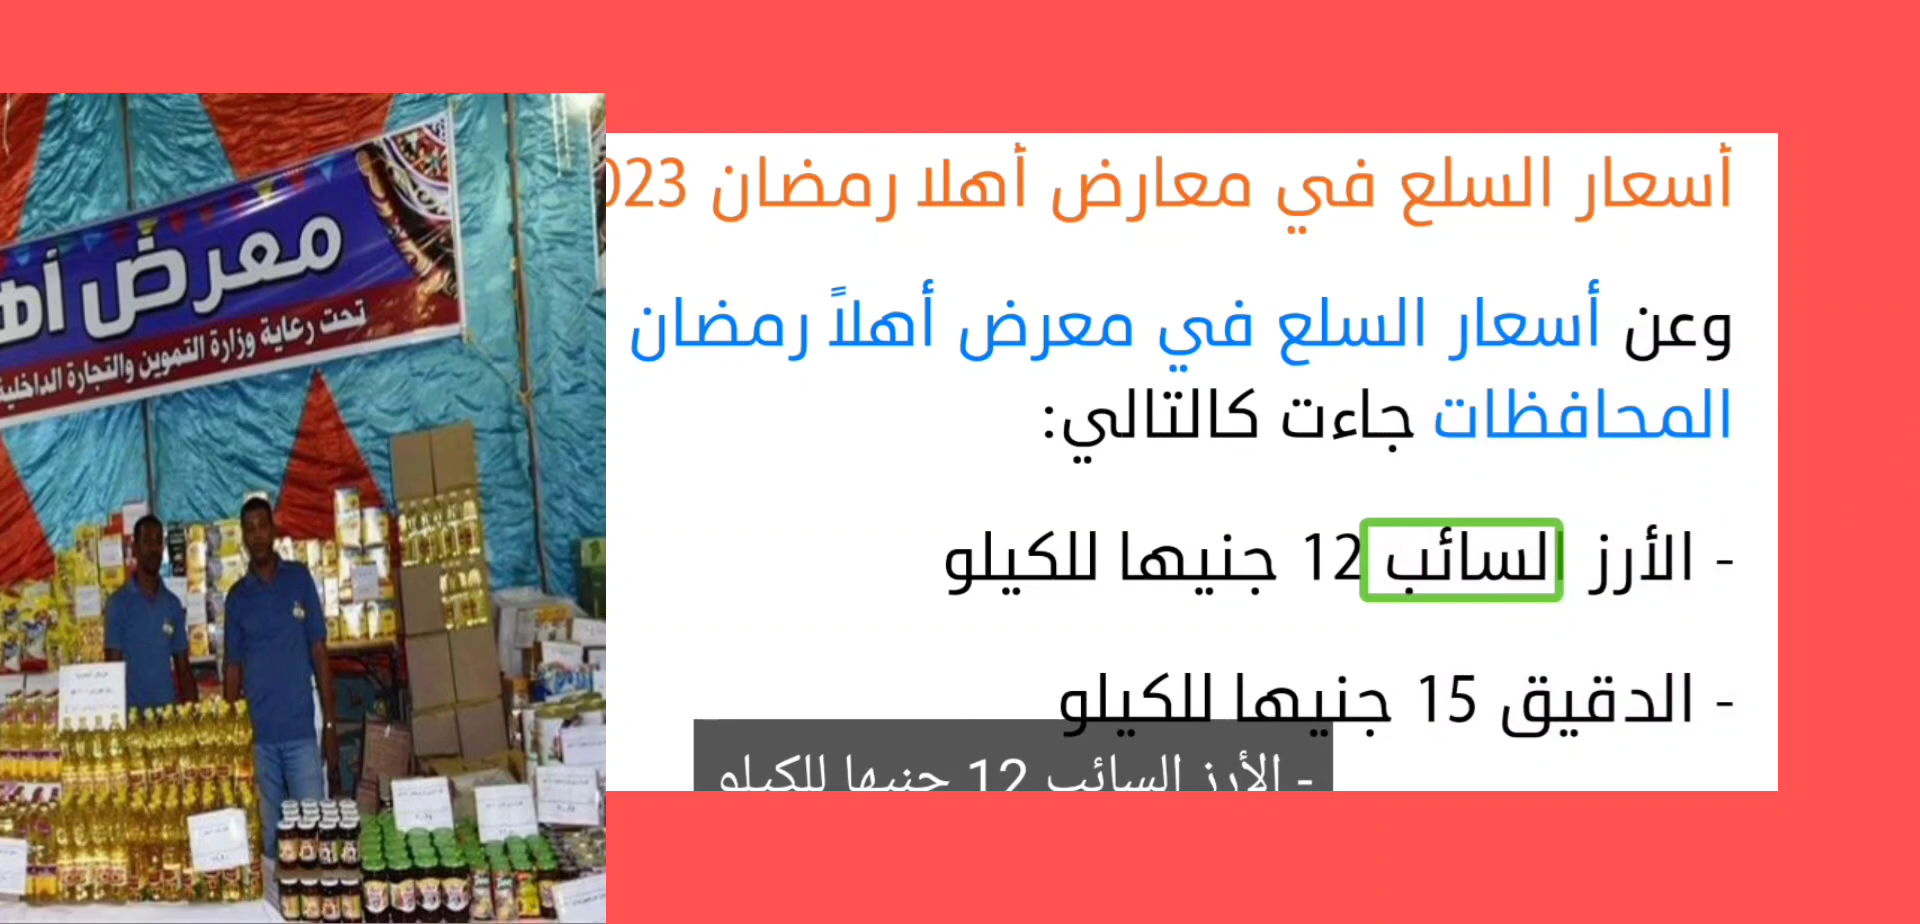 معرض
تحت رعاية وزارة التموين والتجارة الداخلية
أسعار السلع في معارض أهلا رمضان 023
وعن أسعار السلع في معرض أهلاً رمضان
المحافظات جاءت كالتالي:
- الأرز السائب 12 جنيها للكيلو
- الدقيق 15 جنيها للكيلو
- الأرز السائب 12 جنيها للكيلو